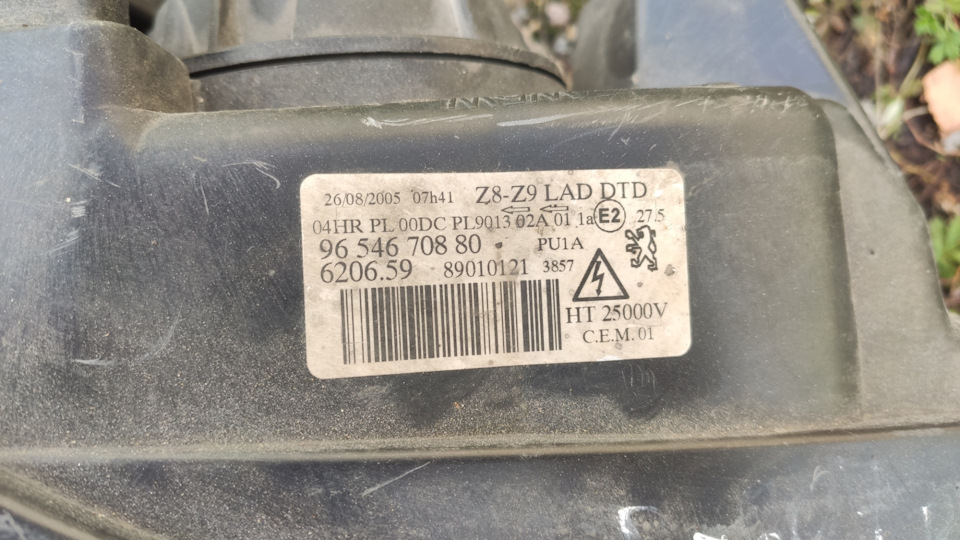 26/08/2005 07h41 Z8-Z9 LAD DTD
04HR PL 00DC PL9013 02A 01 1a E2 27.5
96 546 708 80 PU1A
6206.59 89010121 3857
HT 25000V
C.E.M. 01